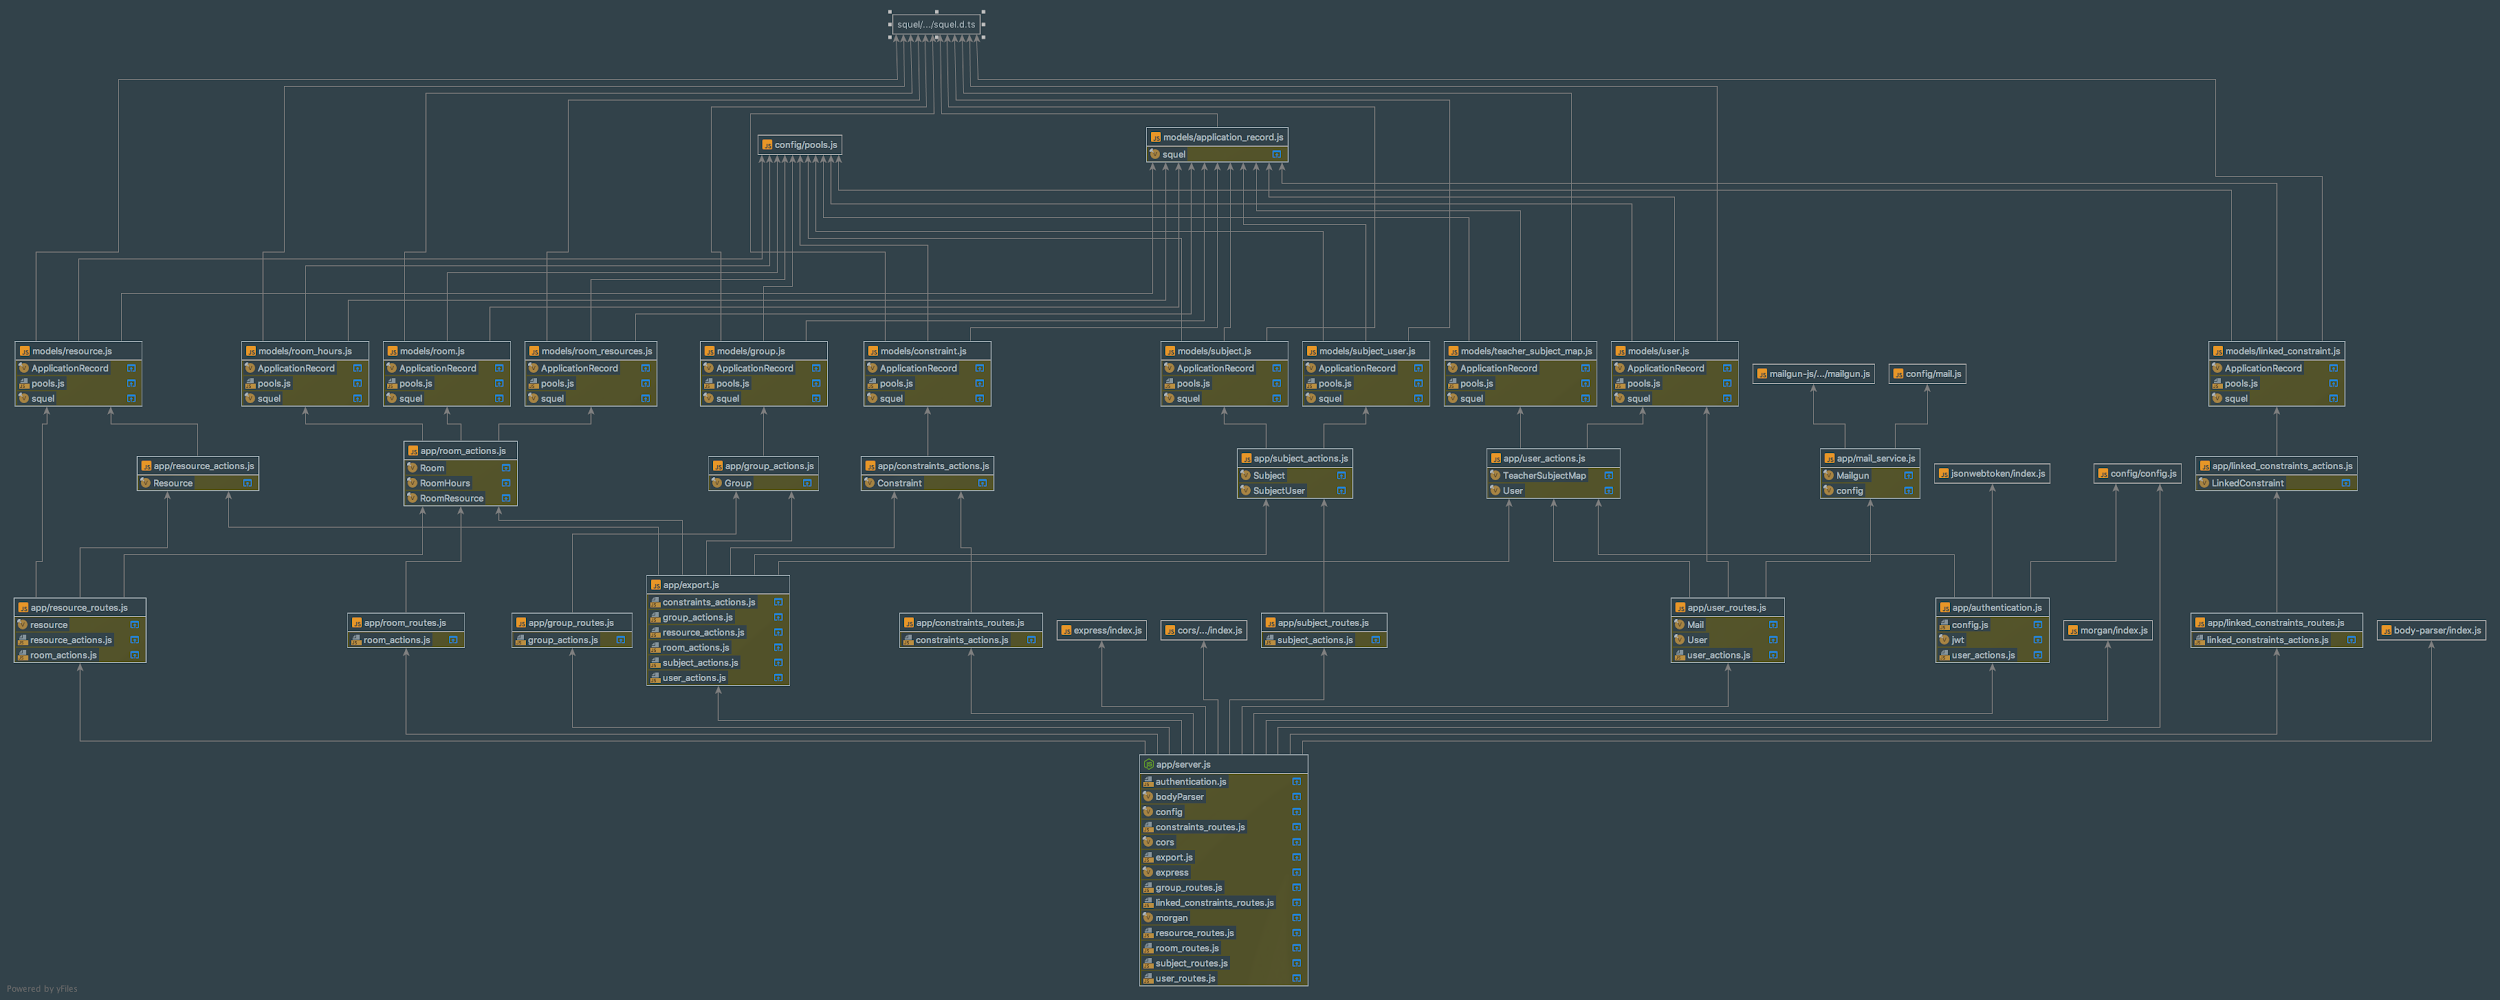 squel/.../squel.d.ts
config/pools.js
models/application_record.js
squel
models/resource.js
ApplicationRecord
pools.js
squel
models/room_hours.js
ApplicationRecord
pools.js
squel
models/room.js
ApplicationRecord
pools.js
squel
models/room_resources.js
ApplicationRecord
pools.js
squel
models/group.js
ApplicationRecord
pools.js
squel
models/constraint.js
ApplicationRecord
pools.js
squel
models/subject.js
ApplicationRecord
pools.js
squel
models/subject_user.js
ApplicationRecord
pools.js
squel
models/teacher_subject_map.js
ApplicationRecord
pools.js
squel
models/user.js
ApplicationRecord
pools.js
squel
mailgun-js/.../mailgun.js
config/mail.js
models/linked_constraint.js
ApplicationRecord
pools.js
squel
app/resource_actions.js
Resource
app/room_actions.js
Room
RoomHours
RoomResource
app/group_actions.js
Group
app/constraints_actions.js
Constraint
app/subject_actions.js
Subject
SubjectUser
app/user_actions.js
TeacherSubjectMap
User
app/mail_service.js
Mailgun
config
jsonwebtoken/index.js
config/config.js
app/linked_constraints_actions.js
LinkedConstraint
app/resource_routes.js
resource
resource_actions.js
room_actions.js
app/room_routes.js
room_actions.js
app/group_routes.js
group_actions.js
app/export.js
constraints_actions.js
group_actions.js
resource_actions.js
room_actions.js
subject_actions.js
user_actions.js
app/constraints_routes.js
constraints_actions.js
express/index.js
cors/.../index.js
app/subject_routes.js
subject_actions.js
app/user_routes.js
Mail
User
user_actions.js
app/authentication.js
config.js
jwt
user_actions.js
morgan/index.js
app/linked_constraints_routes.js
linked_constraints_actions.js
body-parser/index.js
app/server.js
authentication.js
bodyParser
config
constraints_routes.js
cors
export.js
express
group_routes.js
linked_constraints_routes.js
morgan
resource_routes.js
room_routes.js
subject_routes.js
user_routes.js
Powered by yFiles